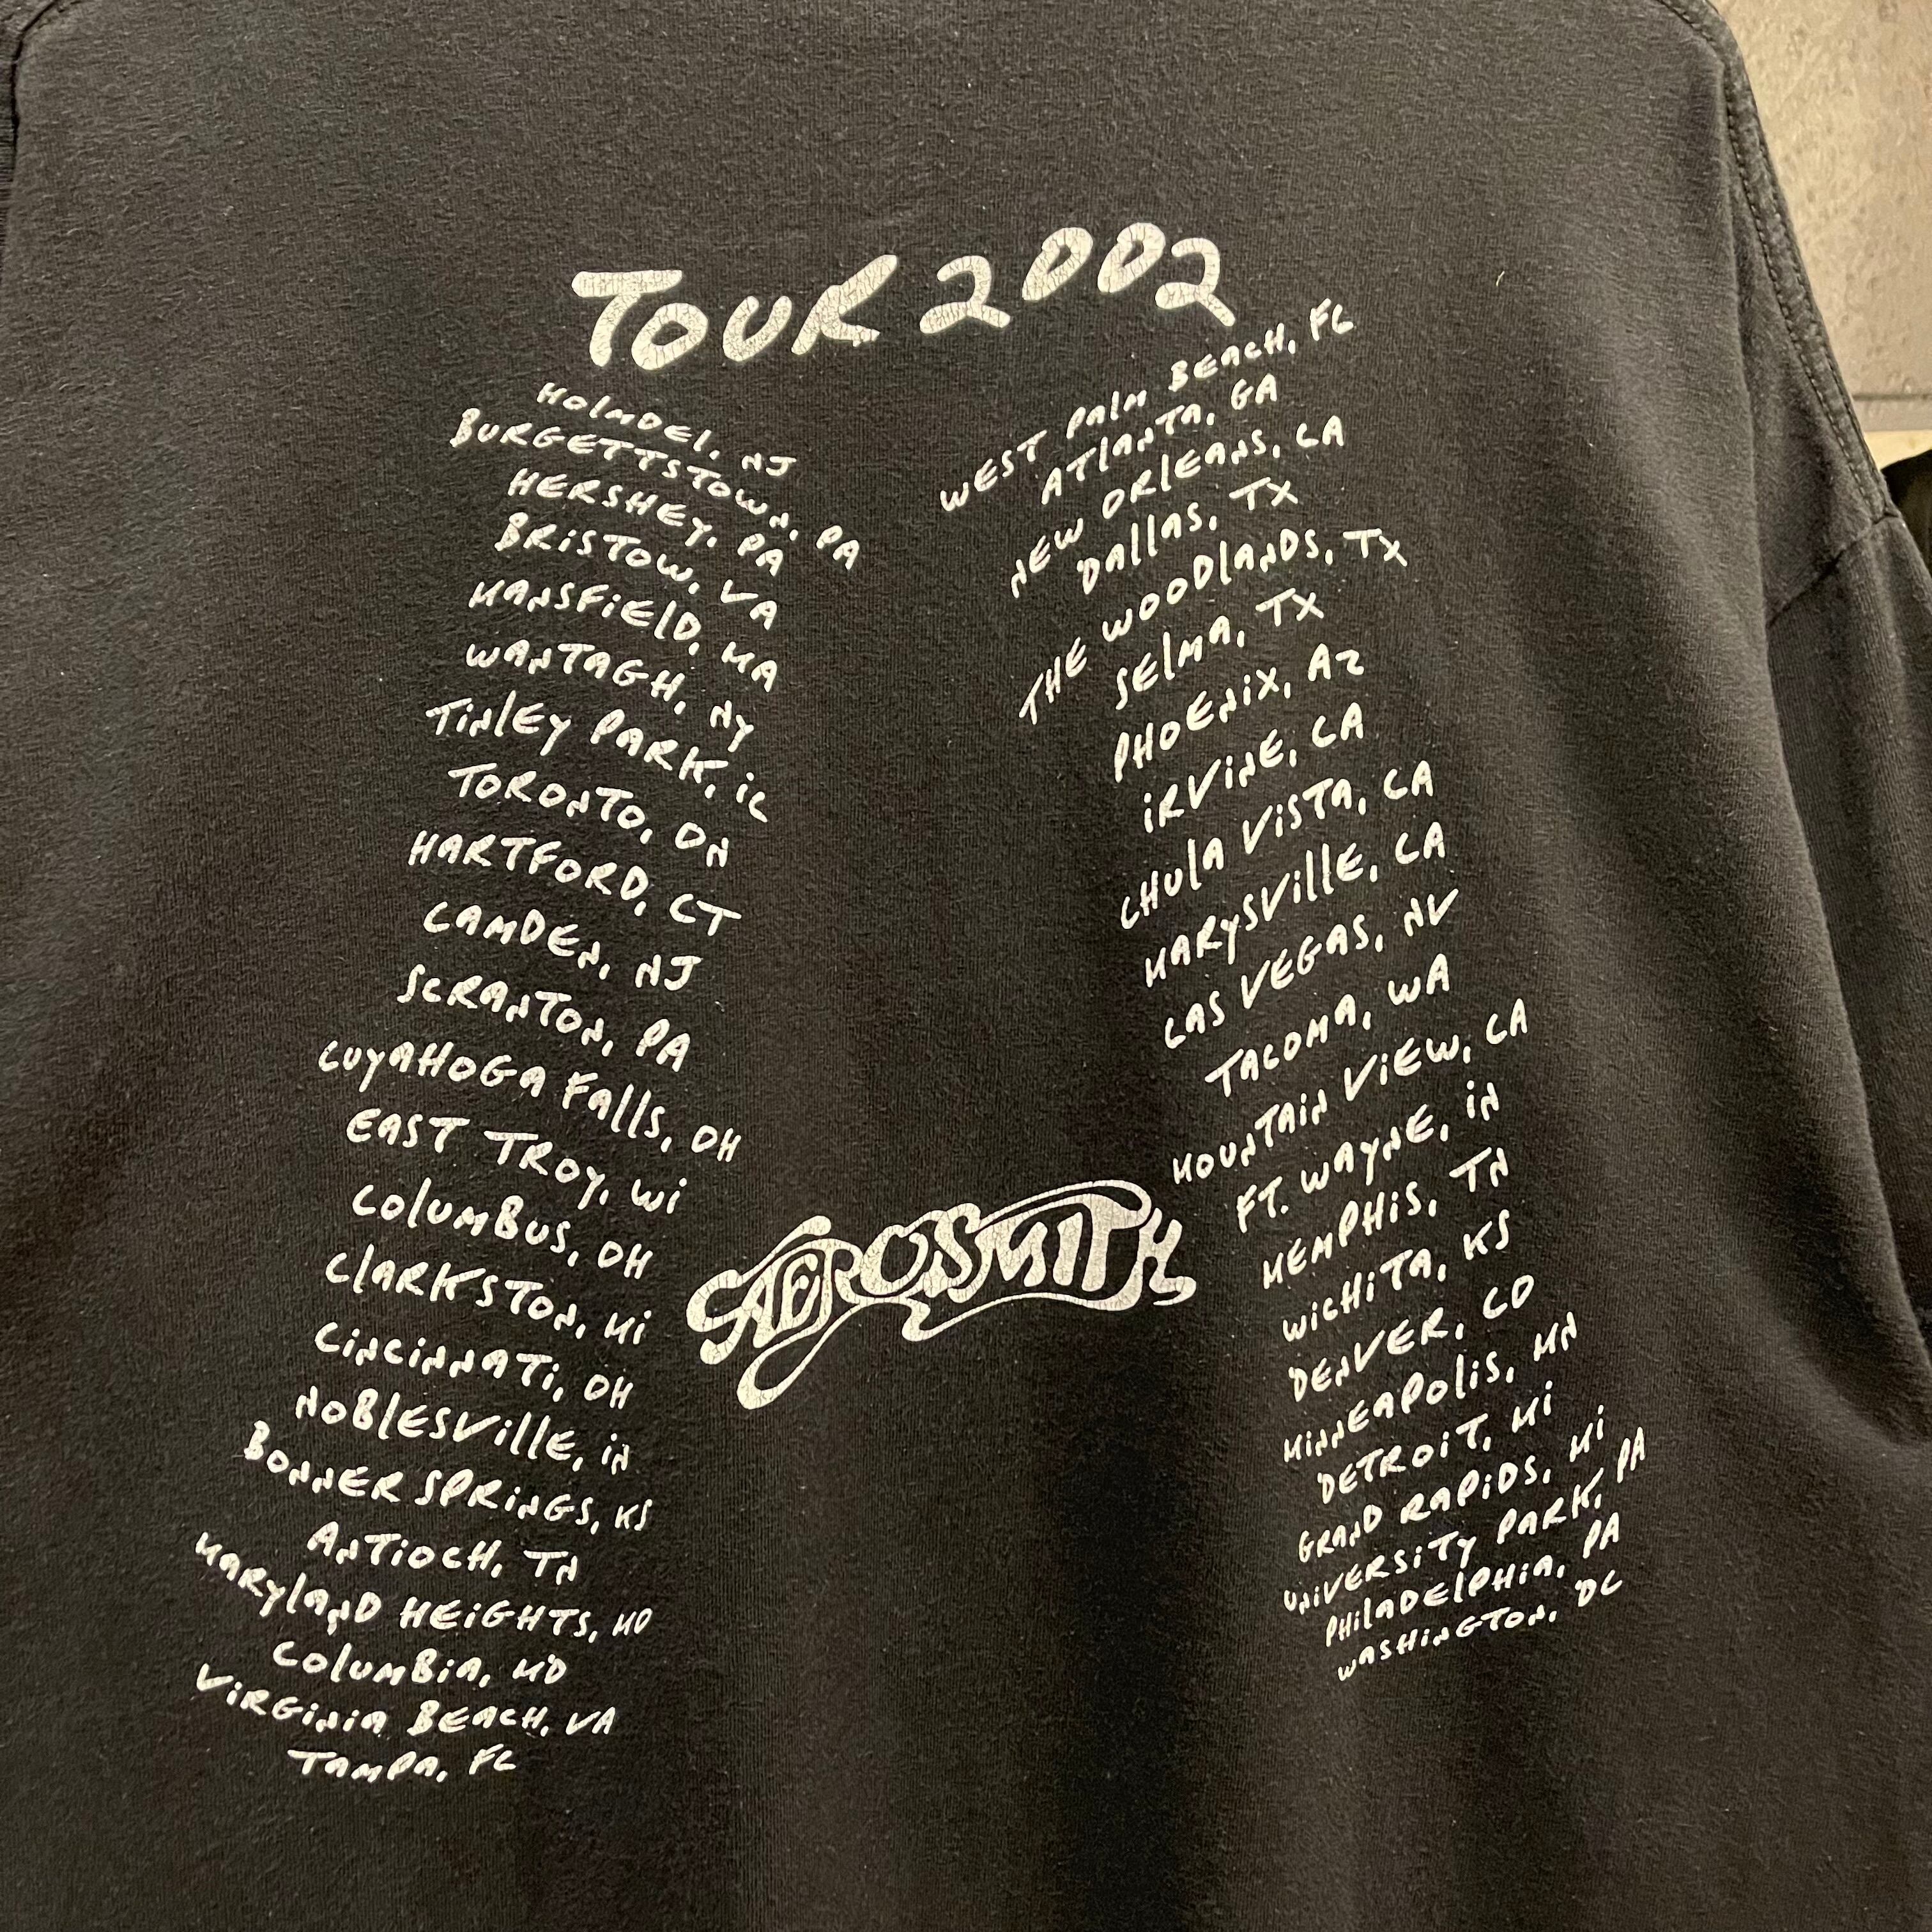 TOUR 2002
HOlMDEl, NJ
BURGETTSTOWN, PA
HERSHEY, PA
BRiSTOW, VA
MANSFiElD, MA
WANTAGH, NY
TiNlEY PARK, iL
TORONTO, ON
HARTFORD, CT
CAMDEN, NJ
SCRANTON, PA
CUYAHOGA FAllS, OH
EAST TROY, Wi
COlUMBUS, OH
ClARKSTON, Mi
CiNCiNNATi, OH
NOBlESVillE, iN
BONNER SPRiNGS, KS
ANTiOCH, TN
MARYlAND HEiGHTS, MO
COlUMBiA, MD
ViRGiNiA BEACH, VA
TAMPA, FL
WEST PAlM BEACH, FL
ATlANTA, GA
NEW ORlEANS, LA
DAllAS, TX
THE WOODlANDS, TX
SElMA, TX
PHOENiX, AZ
iRViNE, CA
CHUlA ViSTA, CA
MARYSVillE, CA
LAS VEGAS, NV
TACOMA, WA
MOUNTAiN ViEW, CA
FT. WAYNE, iN
MEMPHiS, TN
WiCHiTA, KS
DENVER, CO
MiNNEAPOliS, MN
DETROiT, Mi
GRAND RAPiDS, Mi
UNiVERSiTY PARK, PA
PHilADElPHiA, PA
WASHiNGTON, DC
AEROSMITH